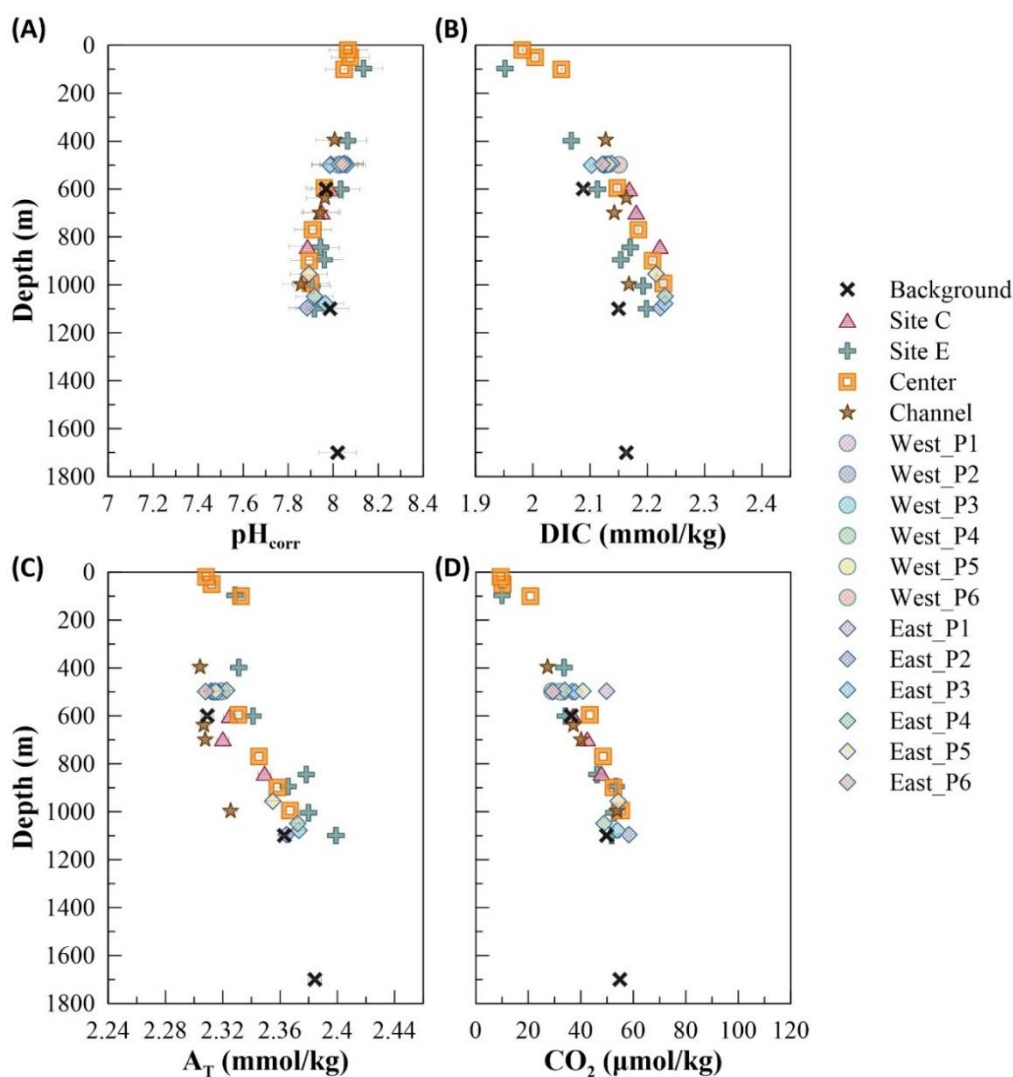 (A)
0
200
400
600
800
1000
1200
1400
1600
1800
Depth (m)
7 7.2 7.4 7.6 7.8 8 8.2 8.4
pHcorr
(B)
1.9 2 2.1 2.2 2.3 2.4
DIC (mmol/kg)
(C)
0
200
400
600
800
1000
1200
1400
1600
1800
Depth (m)
2.24 2.28 2.32 2.36 2.4 2.44
AT (mmol/kg)
(D)
0 20 40 60 80 100 120
CO2 (μmol/kg)
Background
Site C
Site E
Center
Channel
West_P1
West_P2
West_P3
West_P4
West_P5
West_P6
East_P1
East_P2
East_P3
East_P4
East_P5
East_P6